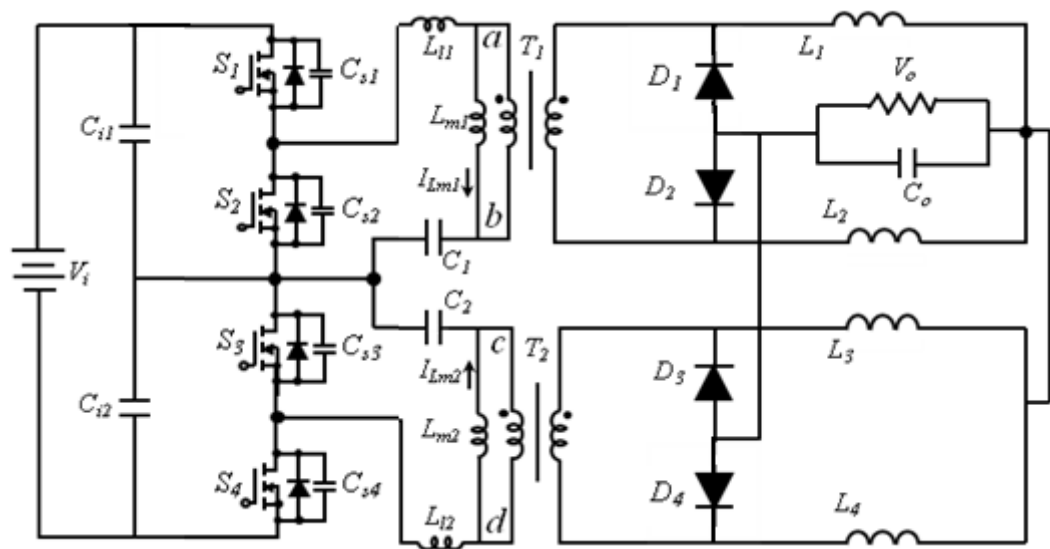 S1
Cs1
Ll1
a
T1
L1
Ci1
Lm1
D1
Vo
S2
Cs2
ILm1
b
D2
Co
L2
C1
Vi
C2
S3
Cs3
c
T2
L3
ILm2
D3
Ci2
Lm2
S4
Cs4
D4
Ll2
d
L4